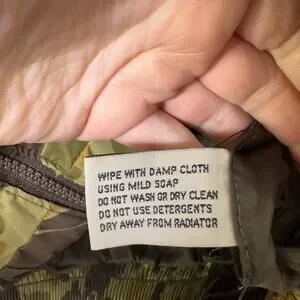 WIPE WITH DAMP CLOTH
USING MILD SOAP
DO NOT WASH OR DRY CLEAN
DO NOT USE DETERGENTS
DRY AWAY FROM RADIATOR